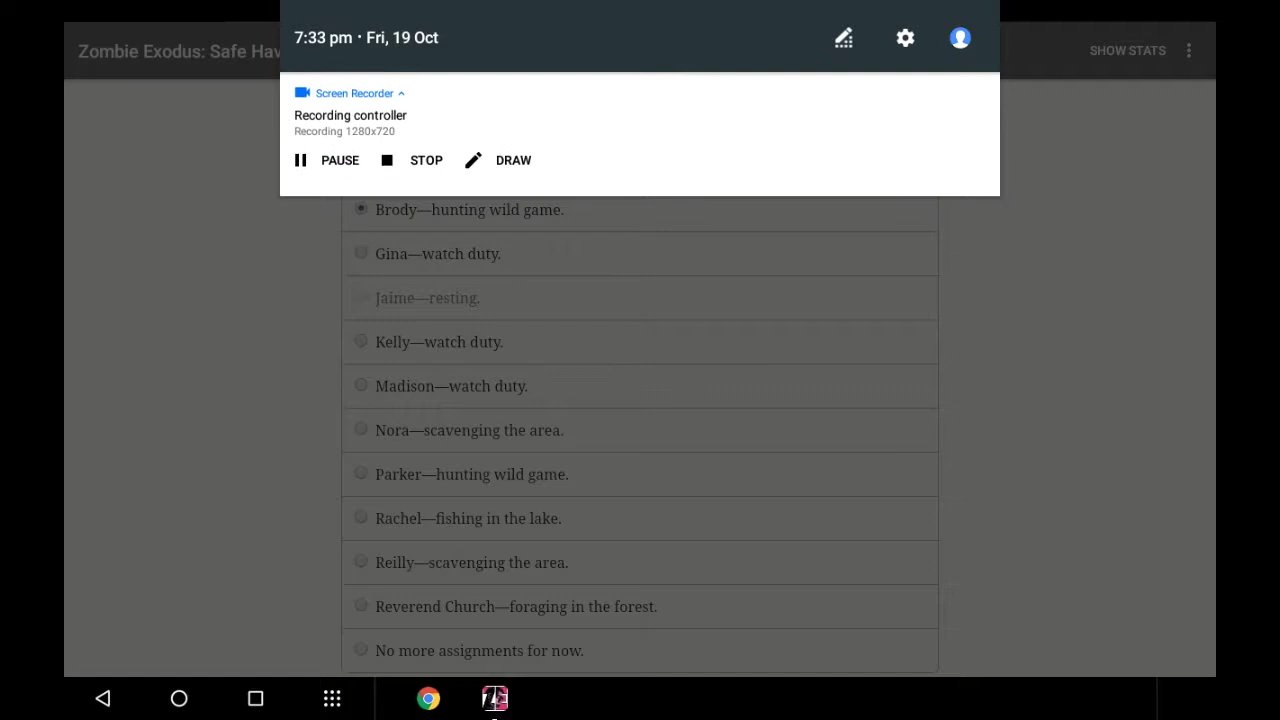 7:33 pm · Fri, 19 Oct
Zombie Exodus: Safe Hav
SHOW STATS
Screen Recorder
Recording controller
Recording 1280x720
PAUSE STOP DRAW
Brody—hunting wild game.
Gina—watch duty.
Jaime—resting.
Kelly—watch duty.
Madison—watch duty.
Nora—scavenging the area.
Parker—hunting wild game.
Rachel—fishing in the lake.
Reilly—scavenging the area.
Reverend Church—foraging in the forest.
No more assignments for now.
ZE